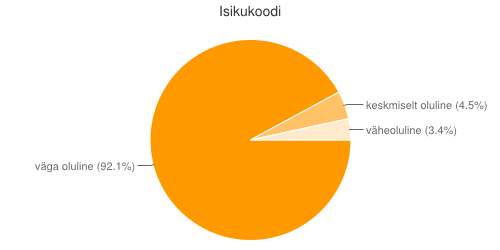 Isikukoodi
keskmiselt oluline (4.5%)
väheoluline (3.4%)
väga oluline (92.1%)